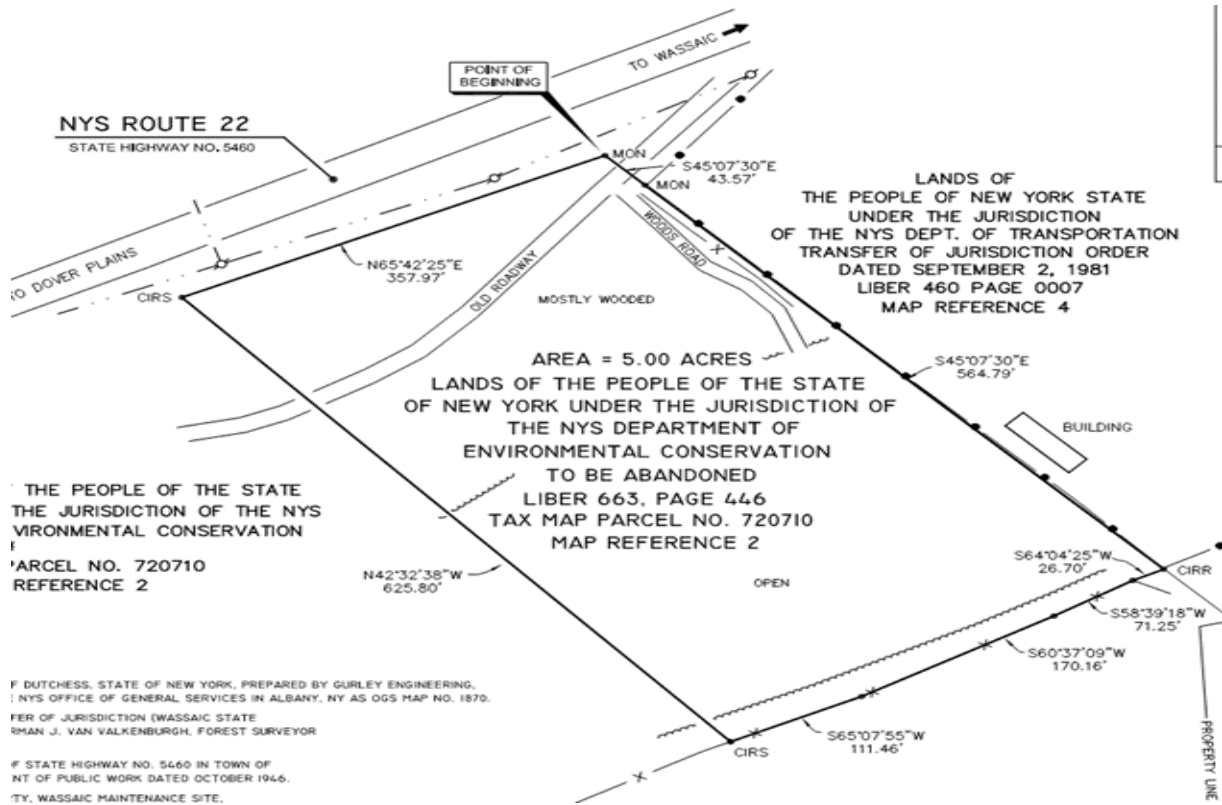 TO WASSAIC
POINT OF
BEGINNING
NYS ROUTE 22
STATE HIGHWAY NO. 5460
MON
S45°07'30"E
43.57'
MON
LANDS OF
THE PEOPLE OF NEW YORK STATE
UNDER THE JURISDICTION
OF THE NYS DEPT. OF TRANSPORTATION
TRANSFER OF JURISDICTION ORDER
DATED SEPTEMBER 2, 1981
LIBER 460 PAGE 0007
MAP REFERENCE 4
WOODS ROAD
N65°42'25"E
357.97'
TO DOVER PLAINS
CIRS
OLD ROADWAY
MOSTLY WOODED
S45°07'30"E
564.79'
AREA = 5.00 ACRES
LANDS OF THE PEOPLE OF THE STATE
OF NEW YORK UNDER THE JURISDICTION OF
THE NYS DEPARTMENT OF
ENVIRONMENTAL CONSERVATION
TO BE ABANDONED
LIBER 663, PAGE 446
TAX MAP PARCEL NO. 720710
MAP REFERENCE 2
BUILDING
THE PEOPLE OF THE STATE
THE JURISDICTION OF THE NYS
VIRONMENTAL CONSERVATION
PARCEL NO. 720710
REFERENCE 2
N42°32'38"W
625.80'
OPEN
S64°04'25"W
26.70'
CIRR
S58°39'18"W
71.25'
S60°37'09"W
170.16'
S65°07'55"W
111.46'
CIRS
PROPERTY LINE
F DUTCHESS, STATE OF NEW YORK, PREPARED BY GURLEY ENGINEERING,
NYS OFFICE OF GENERAL SERVICES IN ALBANY, NY AS OGS MAP NO. 1870.
FER OF JURISDICTION (WASSAIC STATE
RMAN J. VAN VALKENBURGH, FOREST SURVEYOR
F STATE HIGHWAY NO. 5460 IN TOWN OF
NT OF PUBLIC WORK DATED OCTOBER 1946.
TY, WASSAIC MAINTENANCE SITE,